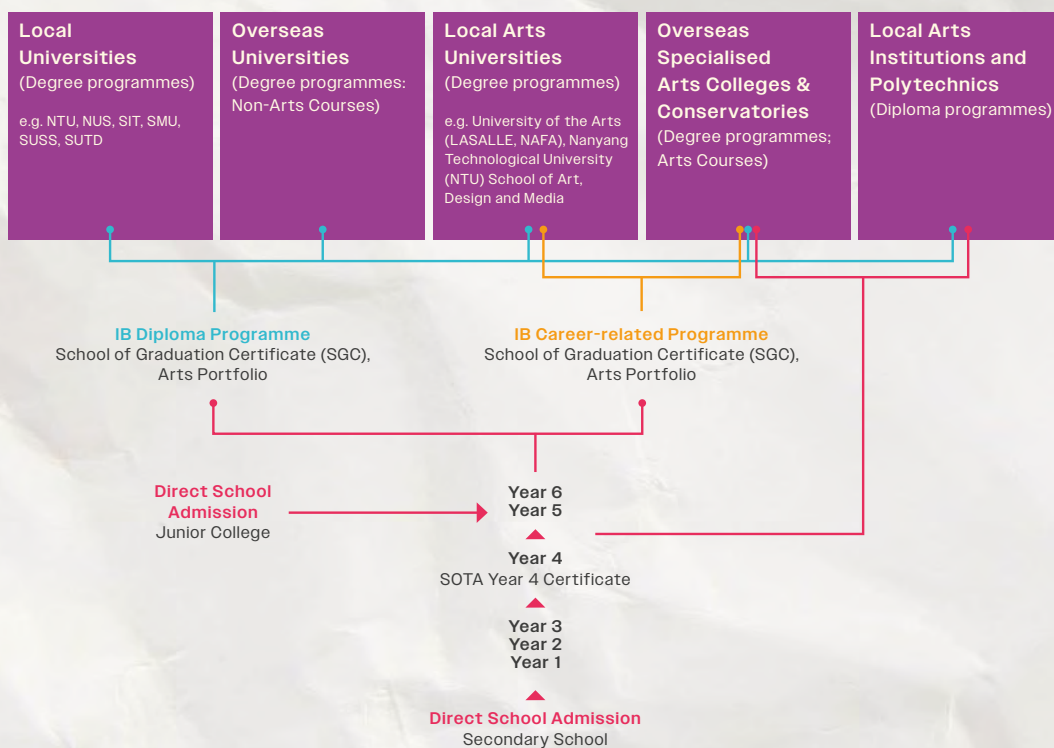 Local
Universities
(Degree programmes)
e.g. NTU, NUS, SIT, SMU,
SUSS, SUTD
Overseas
Universities
(Degree programmes:
Non-Arts Courses)
Local Arts
Universities
(Degree programmes)
e.g. University of the Arts
(LASALLE, NAFA), Nanyang
Technological University
(NTU) School of Art,
Design and Media
Overseas
Specialised
Arts Colleges &
Conservatories
(Degree programmes;
Arts Courses)
Local Arts
Institutions and
Polytechnics
(Diploma programmes)
IB Diploma Programme
School of Graduation Certificate (SGC),
Arts Portfolio
IB Career-related Programme
School of Graduation Certificate (SGC),
Arts Portfolio
Direct School
Admission
Junior College
Year 6
Year 5
Year 4
SOTA Year 4 Certificate
Year 3
Year 2
Year 1
Direct School Admission
Secondary School